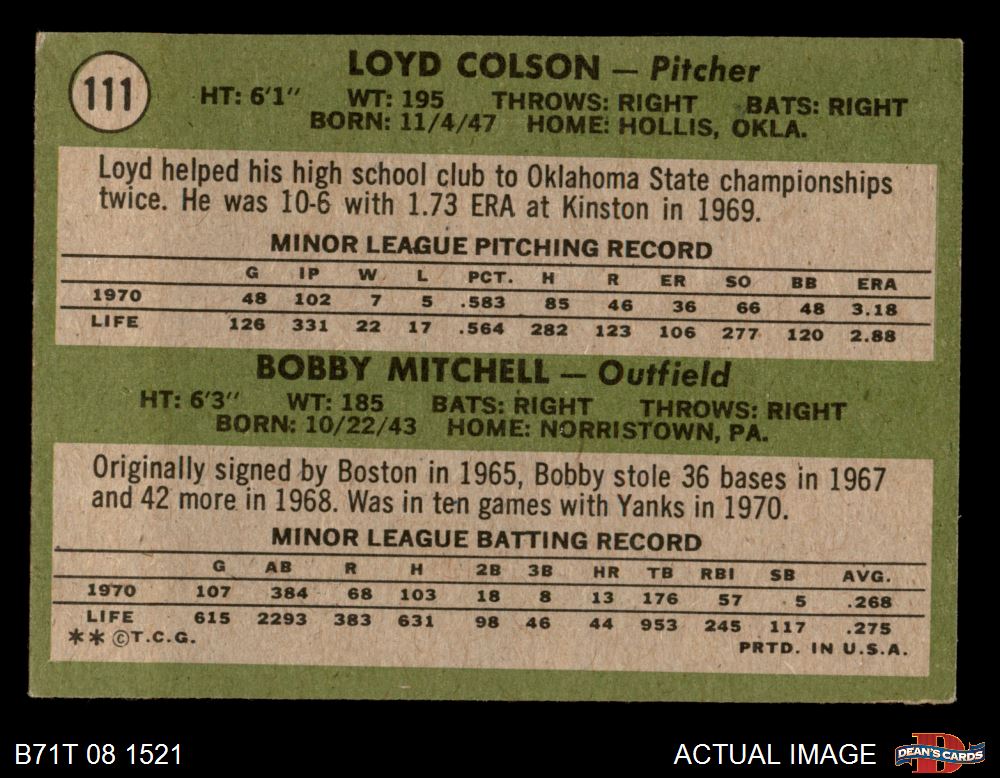 111
LOYD COLSON — Pitcher
HT: 6'1" WT: 195 THROWS: RIGHT BATS: RIGHT
BORN: 11/4/47 HOME: HOLLIS, OKLA.
Loyd helped his high school club to Oklahoma State championships
twice. He was 10-6 with 1.73 ERA at Kinston in 1969.
MINOR LEAGUE PITCHING RECORD
G IP W L PCT. H R ER SO BB ERA
1970 48 102 7 5 .583 85 46 36 66 48 3.18
LIFE 126 331 22 17 .564 282 123 106 277 120 2.88
BOBBY MITCHELL — Outfield
HT: 6'3" WT: 185 BATS: RIGHT THROWS: RIGHT
BORN: 10/22/43 HOME: NORRISTOWN, PA.
Originally signed by Boston in 1965, Bobby stole 36 bases in 1967
and 42 more in 1968. Was in ten games with Yanks in 1970.
MINOR LEAGUE BATTING RECORD
G AB R H 2B 3B HR TB RBI SB AVG.
1970 107 384 68 103 18 8 13 176 57 5 .268
LIFE 615 2293 383 631 98 46 44 953 245 117 .275
**©T.C.G. PRTD. IN U.S.A.
B71T 08 1521 ACTUAL IMAGE DEAN'S CARDS